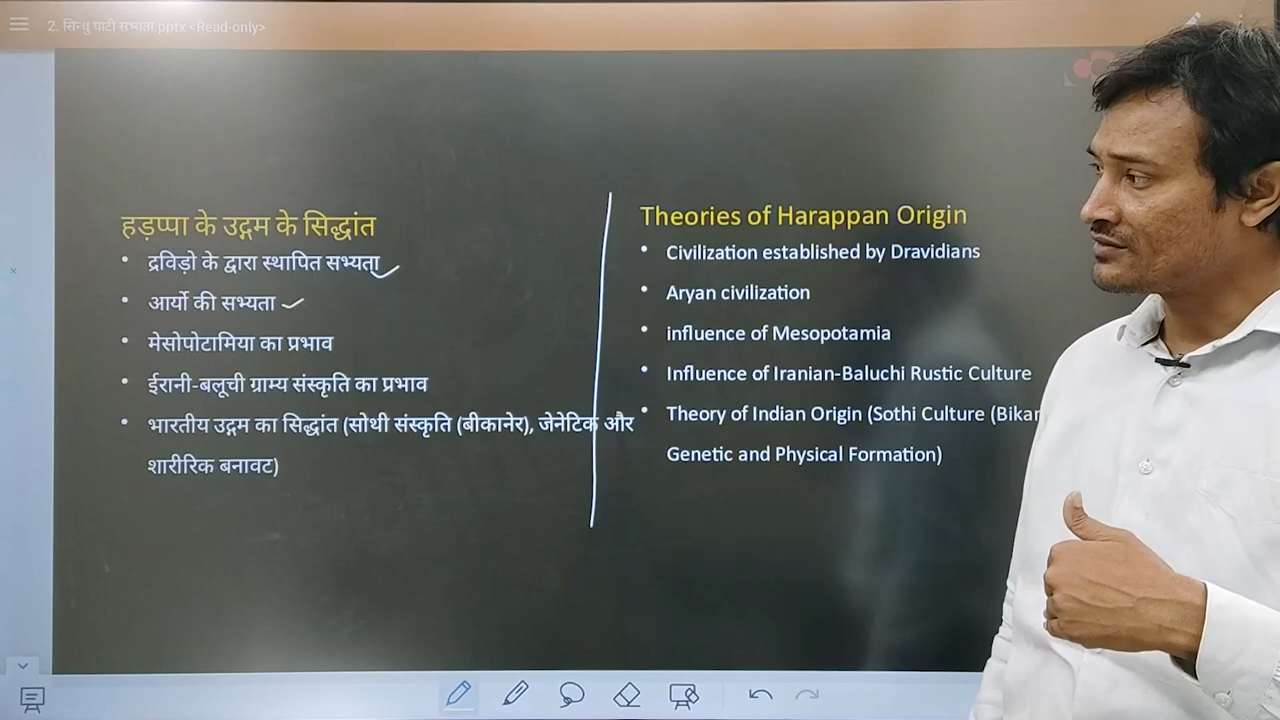 2. सिन्धु घाटी सभ्यता.pptx <Read-only>
हड़प्पा के उद्गम के सिद्धांत
• द्रविड़ो के द्वारा स्थापित सभ्यता
• आर्यो की सभ्यता
• मेसोपोटामिया का प्रभाव
• ईरानी-बलूची ग्राम्य संस्कृति का प्रभाव
• भारतीय उद्गम का सिद्धांत (सोथी संस्कृति (बीकानेर), जेनेटिक और
शारीरिक बनावट)
Theories of Harappan Origin
• Civilization established by Dravidians
• Aryan civilization
• influence of Mesopotamia
• Influence of Iranian-Baluchi Rustic Culture
• Theory of Indian Origin (Sothi Culture (Bikan
Genetic and Physical Formation)